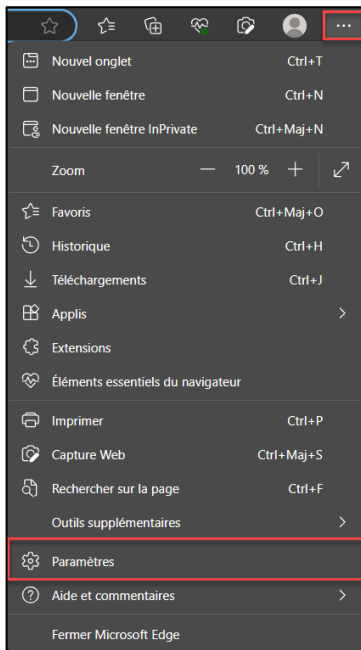 Nouvel onglet Ctrl+T
Nouvelle fenêtre Ctrl+N
Nouvelle fenêtre InPrivate Ctrl+Maj+N
Zoom — 100 % +
Favoris Ctrl+Maj+O
Historique Ctrl+H
Téléchargements Ctrl+J
Applis
Extensions
Éléments essentiels du navigateur
Imprimer Ctrl+P
Capture Web Ctrl+Maj+S
Rechercher sur la page Ctrl+F
Outils supplémentaires
Paramètres
Aide et commentaires
Fermer Microsoft Edge